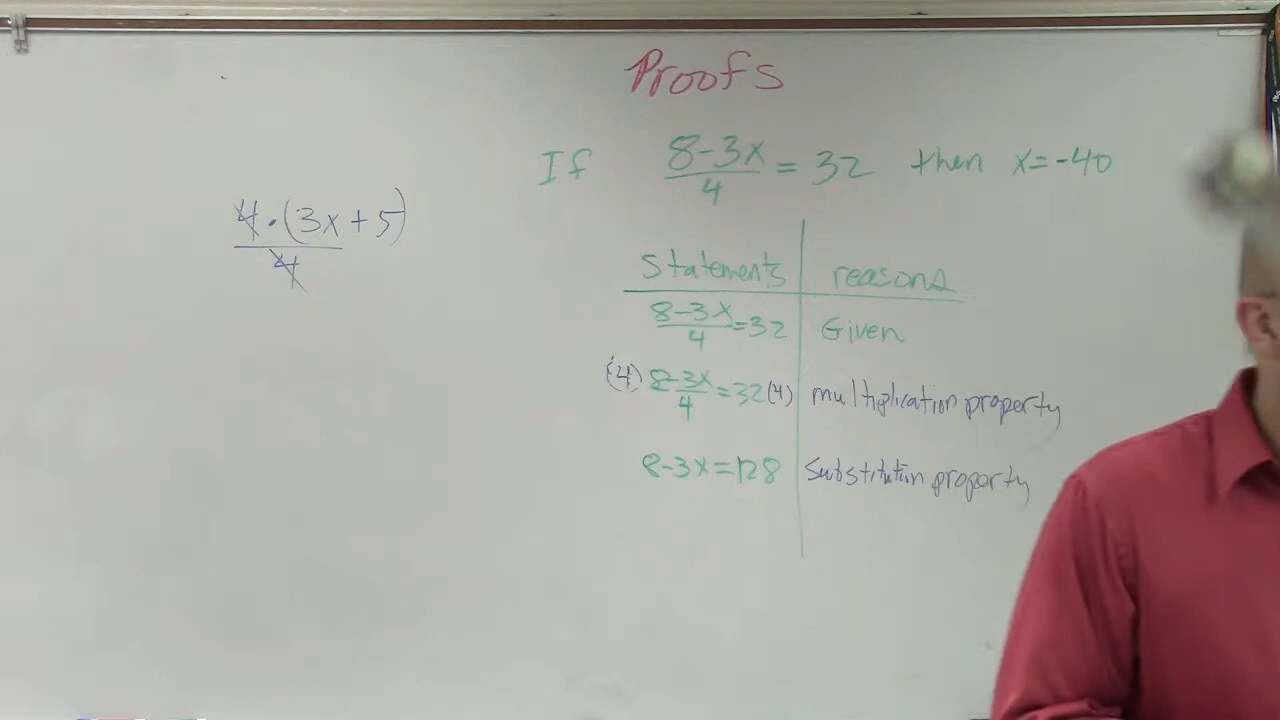 Proofs
If (8-3x)/4 = 32 then x=-40
4·(3x+5)/4
Statements reasons
(8-3x)/4=32 Given
(4) (8-3x)/4=32(4) multiplication property
8-3x=128 Substitution property